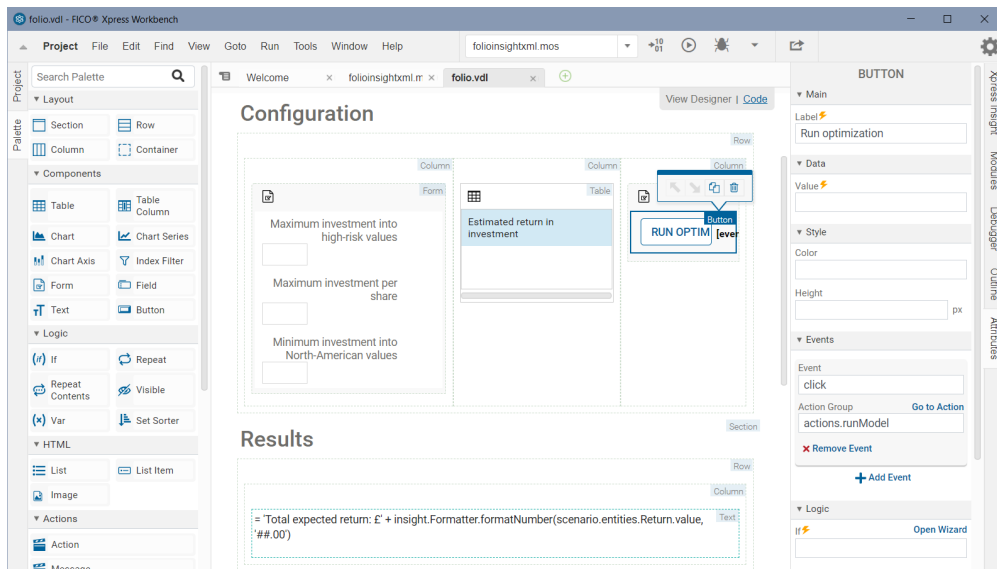 folio.vdl - FICO® Xpress Workbench
Project File Edit Find View Goto Run Tools Window Help
folioinsightxml.mos
10
01
Project
Palette
Search Palette
Layout
Section
Row
Column
Container
Components
Table
Table Column
Chart
Chart Series
Chart Axis
Index Filter
Form
Field
Text
Button
Logic
If
Repeat
Repeat Contents
Visible
Var
Set Sorter
HTML
List
List Item
Image
Actions
Action
Message
Welcome
folioinsightxml.m
folio.vdl
View Designer | Code
Configuration
Row
Column
Column
Column
Form
Maximum investment into
high-risk values
Maximum investment per
share
Minimum investment into
North-American values
Table
Estimated return in
investment
Button
RUN OPTIM
[ever
Section
Results
Row
Column
Text
= 'Total expected return: £' + insight.Formatter.formatNumber(scenario.entities.Return.value,
'##.00')
BUTTON
Main
Label
Run optimization
Data
Value
Style
Color
Height
px
Events
Event
click
Action Group
Go to Action
actions.runModel
Remove Event
Add Event
Logic
If
Open Wizard
Xpress Insight
Modules
Debugger
Outline
Attributes